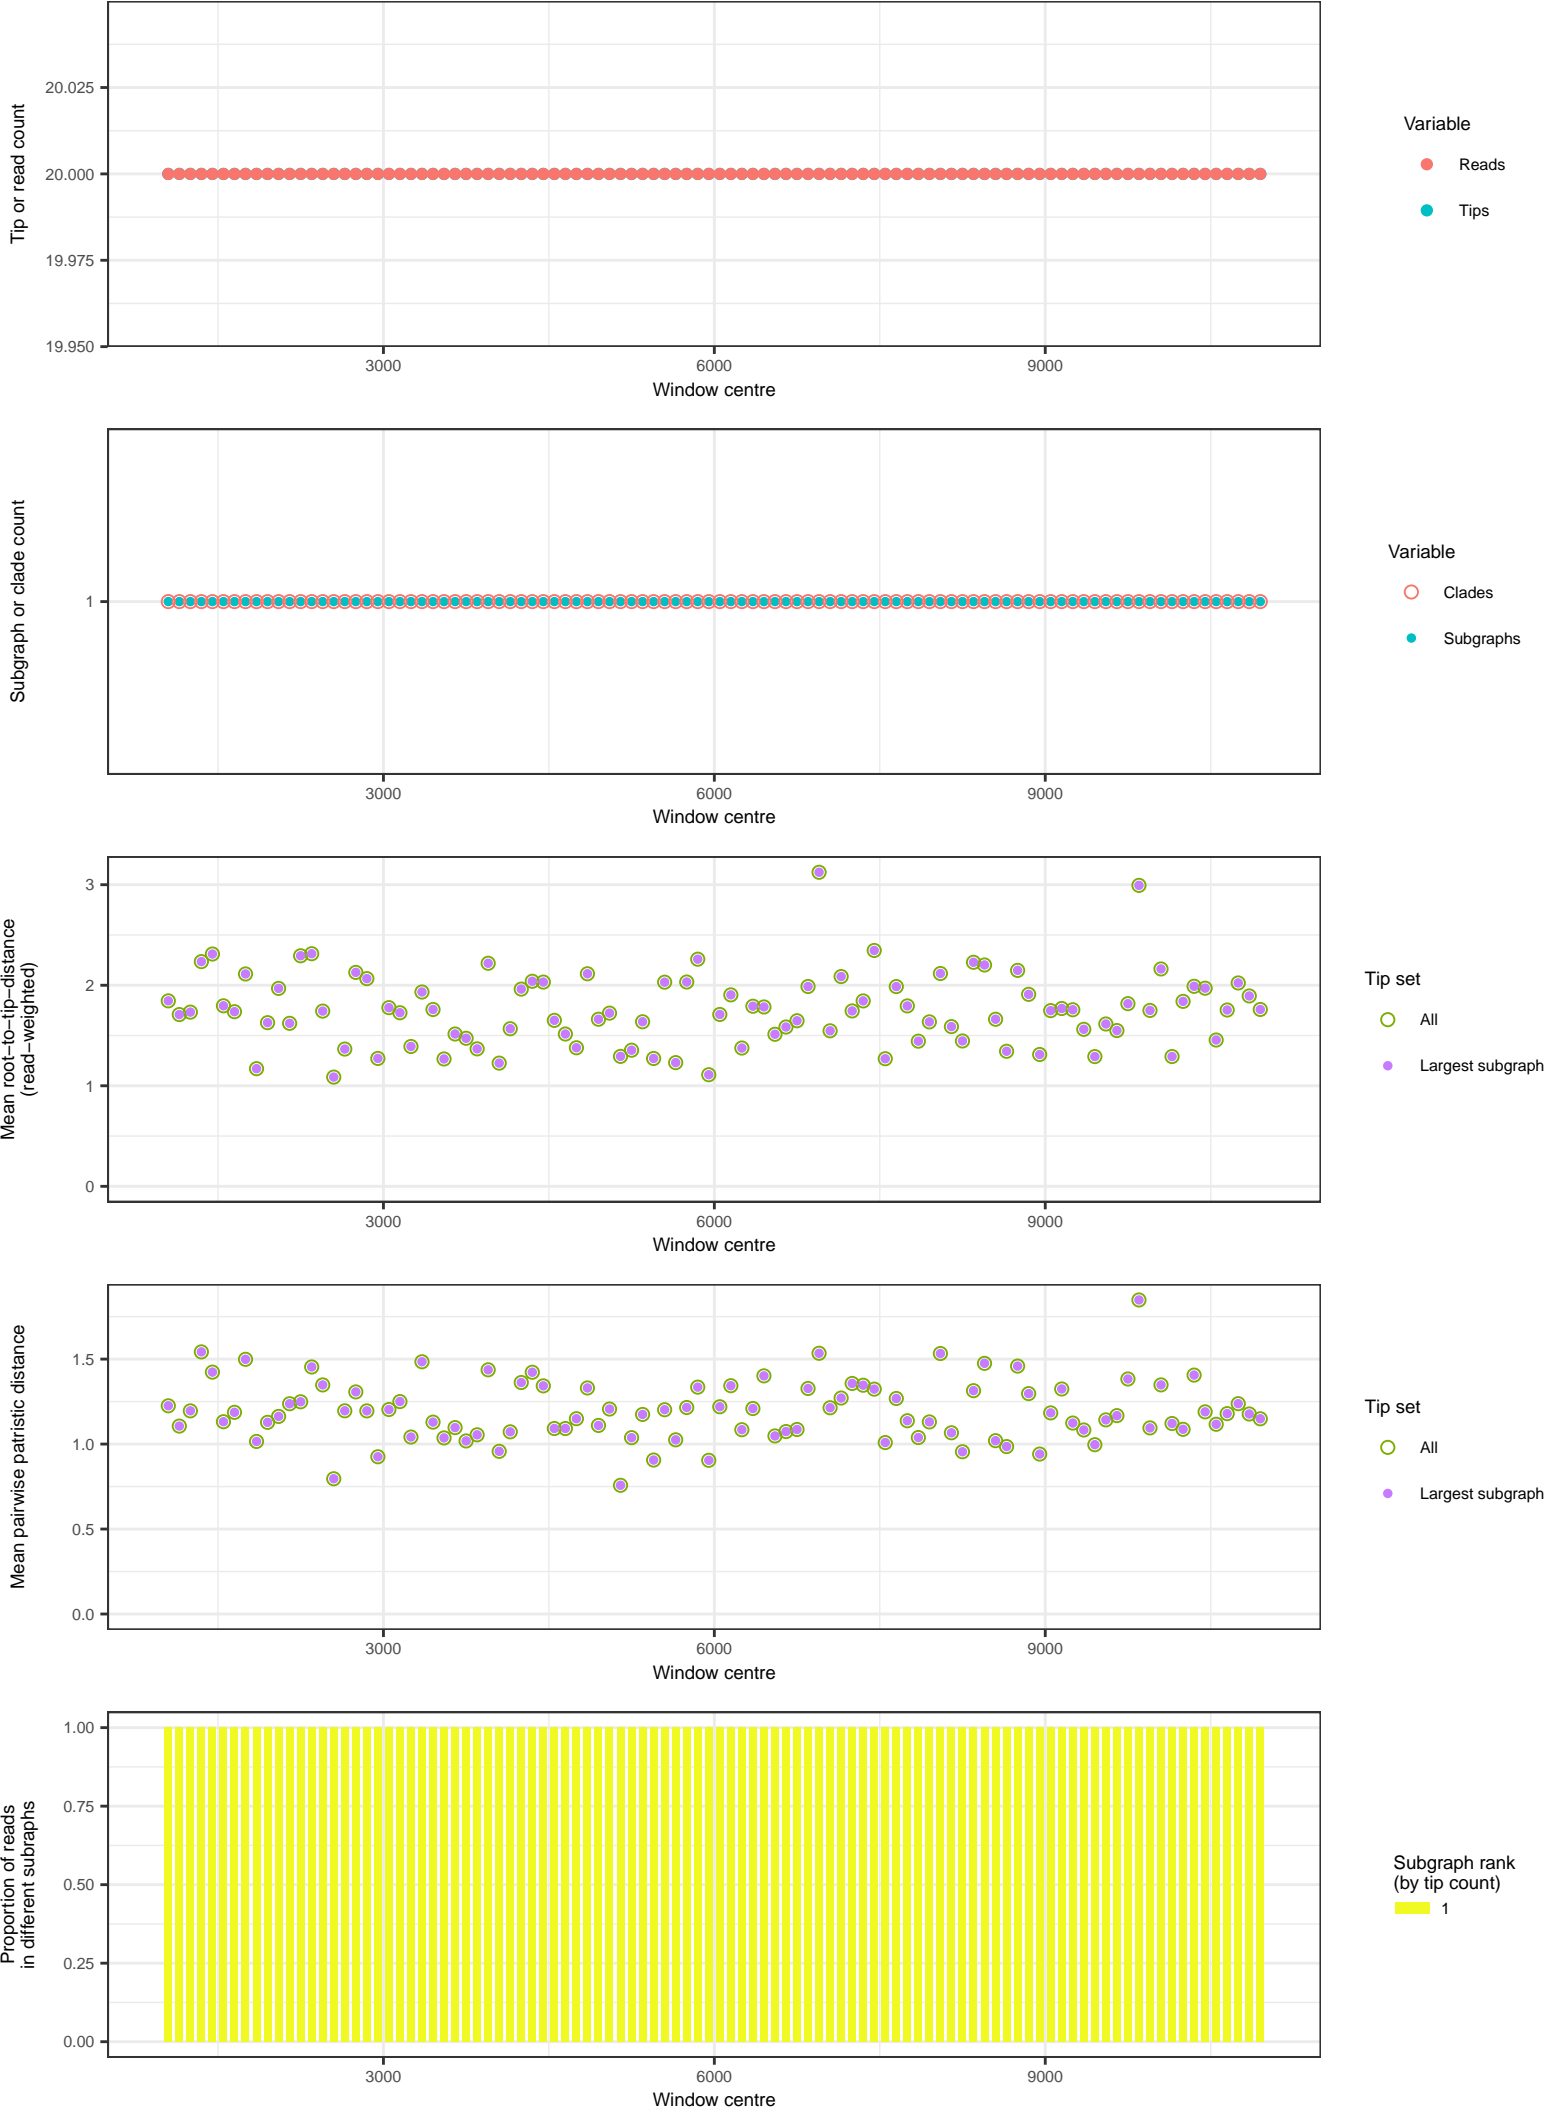 Tip or read count
20.025
20.000
19.975
19.950
3000
6000
9000
Window centre
Variable
Reads
Tips
Subgraph or clade count
1
3000
6000
9000
Window centre
Variable
Clades
Subgraphs
Mean root−to−tip−distance
(read−weighted)
3
2
1
0
3000
6000
9000
Window centre
Tip set
All
Largest subgraph
Mean pairwise patristic distance
1.5
1.0
0.5
0.0
3000
6000
9000
Window centre
Tip set
All
Largest subgraph
Proportion of reads
in different subraphs
1.00
0.75
0.50
0.25
0.00
3000
6000
9000
Window centre
Subgraph rank
(by tip count)
1